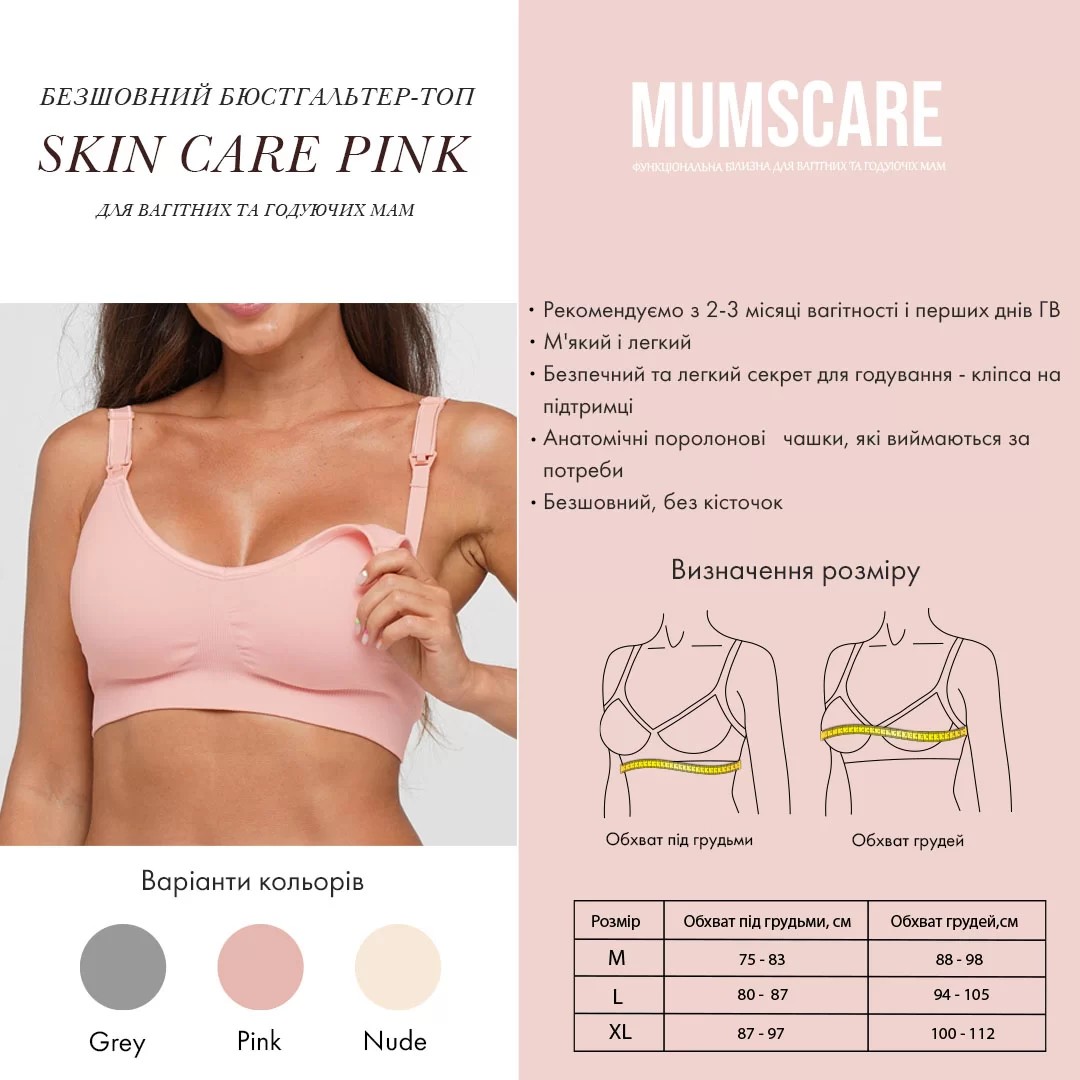 БЕЗШОВНИЙ БЮСТГАЛЬТЕР-ТОП
SKIN CARE PINK
ДЛЯ ВАГІТНИХ ТА ГОДУЮЧИХ МАМ
MUMSCARE
ФУНКЦІОНАЛЬНА БІЛИЗНА ДЛЯ ВАГІТНИХ ТА ГОДУЮЧІХ МАМ
• Рекомендуємо з 2-3 місяці вагітності і перших днів ГВ
• М'який і легкий
• Безпечний та легкий секрет для годування - кліпса на
підтримці
• Анатомічні поролонові чашки, які виймаються за
потреби
• Безшовний, без кісточок
Визначення розміру
Обхват під грудьми
Обхват грудей
Варіанти кольорів
Grey
Pink
Nude
Розмір Обхват під грудьми, см Обхват грудей,см
M 75 - 83 88 - 98
L 80 - 87 94 - 105
XL 87 - 97 100 - 112